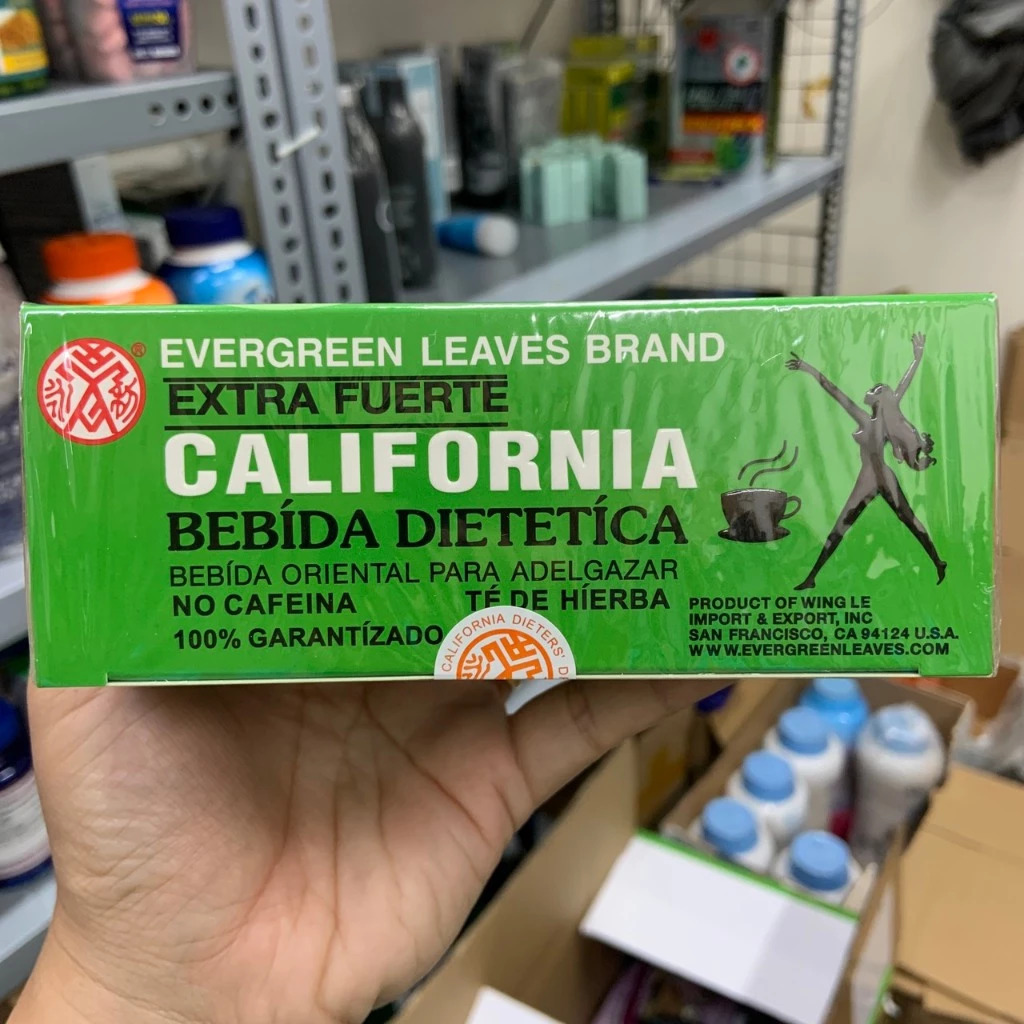 EVERGREEN LEAVES BRAND
®
EXTRA FUERTE
CALIFORNIA
BEBÍDA DIETETÍCA
BEBÍDA ORIENTAL PARA ADELGAZAR
NO CAFEINA TÉ DE HÍERBA
100% GARANTÍZADO
CALIFORNIA DIETERS'
PRODUCT OF WING LE
IMPORT & EXPORT, INC
SAN FRANCISCO, CA 94124 U.S.A.
WWW.EVERGREENLEAVES.COM